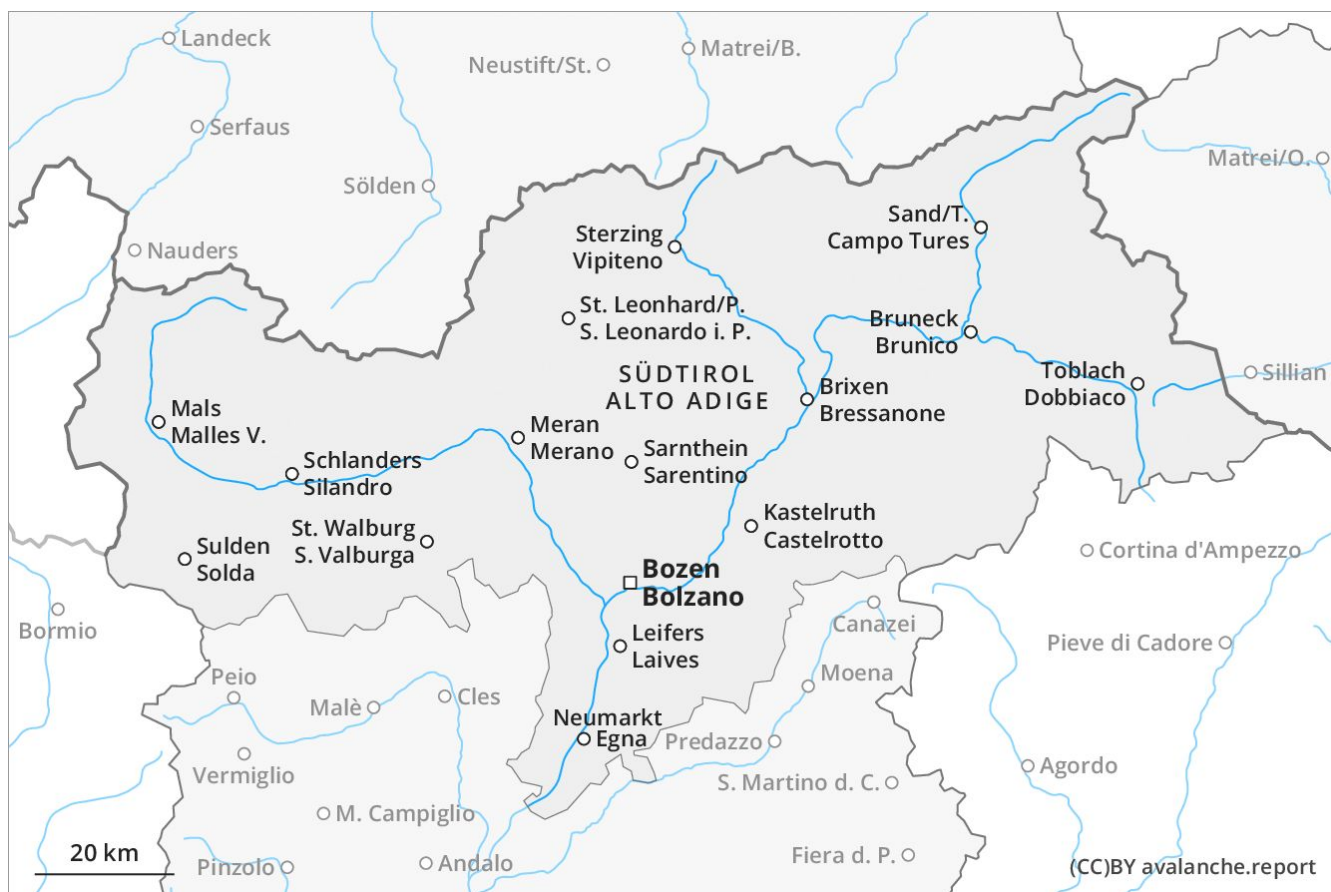 Landeck
Matrei/B.
Neustift/St.
Serfaus
Matrei/O.
Sölden
Nauders
Sand/T.
Campo Tures
Sterzing
Vipiteno
St. Leonhard/P.
S. Leonardo i. P.
Bruneck
Brunico
SÜDTIROL
ALTO ADIGE
Toblach
Dobbiaco
Sillian
Brixen
Bressanone
Mals
Malles V.
Meran
Merano
Sarnthein
Sarentino
Schlanders
Silandro
Kastelruth
Castelrotto
St. Walburg
S. Valburga
Sulden
Solda
Cortina d'Ampezzo
Bozen
Bolzano
Bormio
Canazei
Leifers
Laives
Pieve di Cadore
Peio
Moena
Malè
Cles
Neumarkt
Egna
Predazzo
Vermiglio
Agordo
S. Martino d. C.
M. Campiglio
20 km
Pinzolo
Andalo
Fiera d. P.
(CC)BY avalanche.report